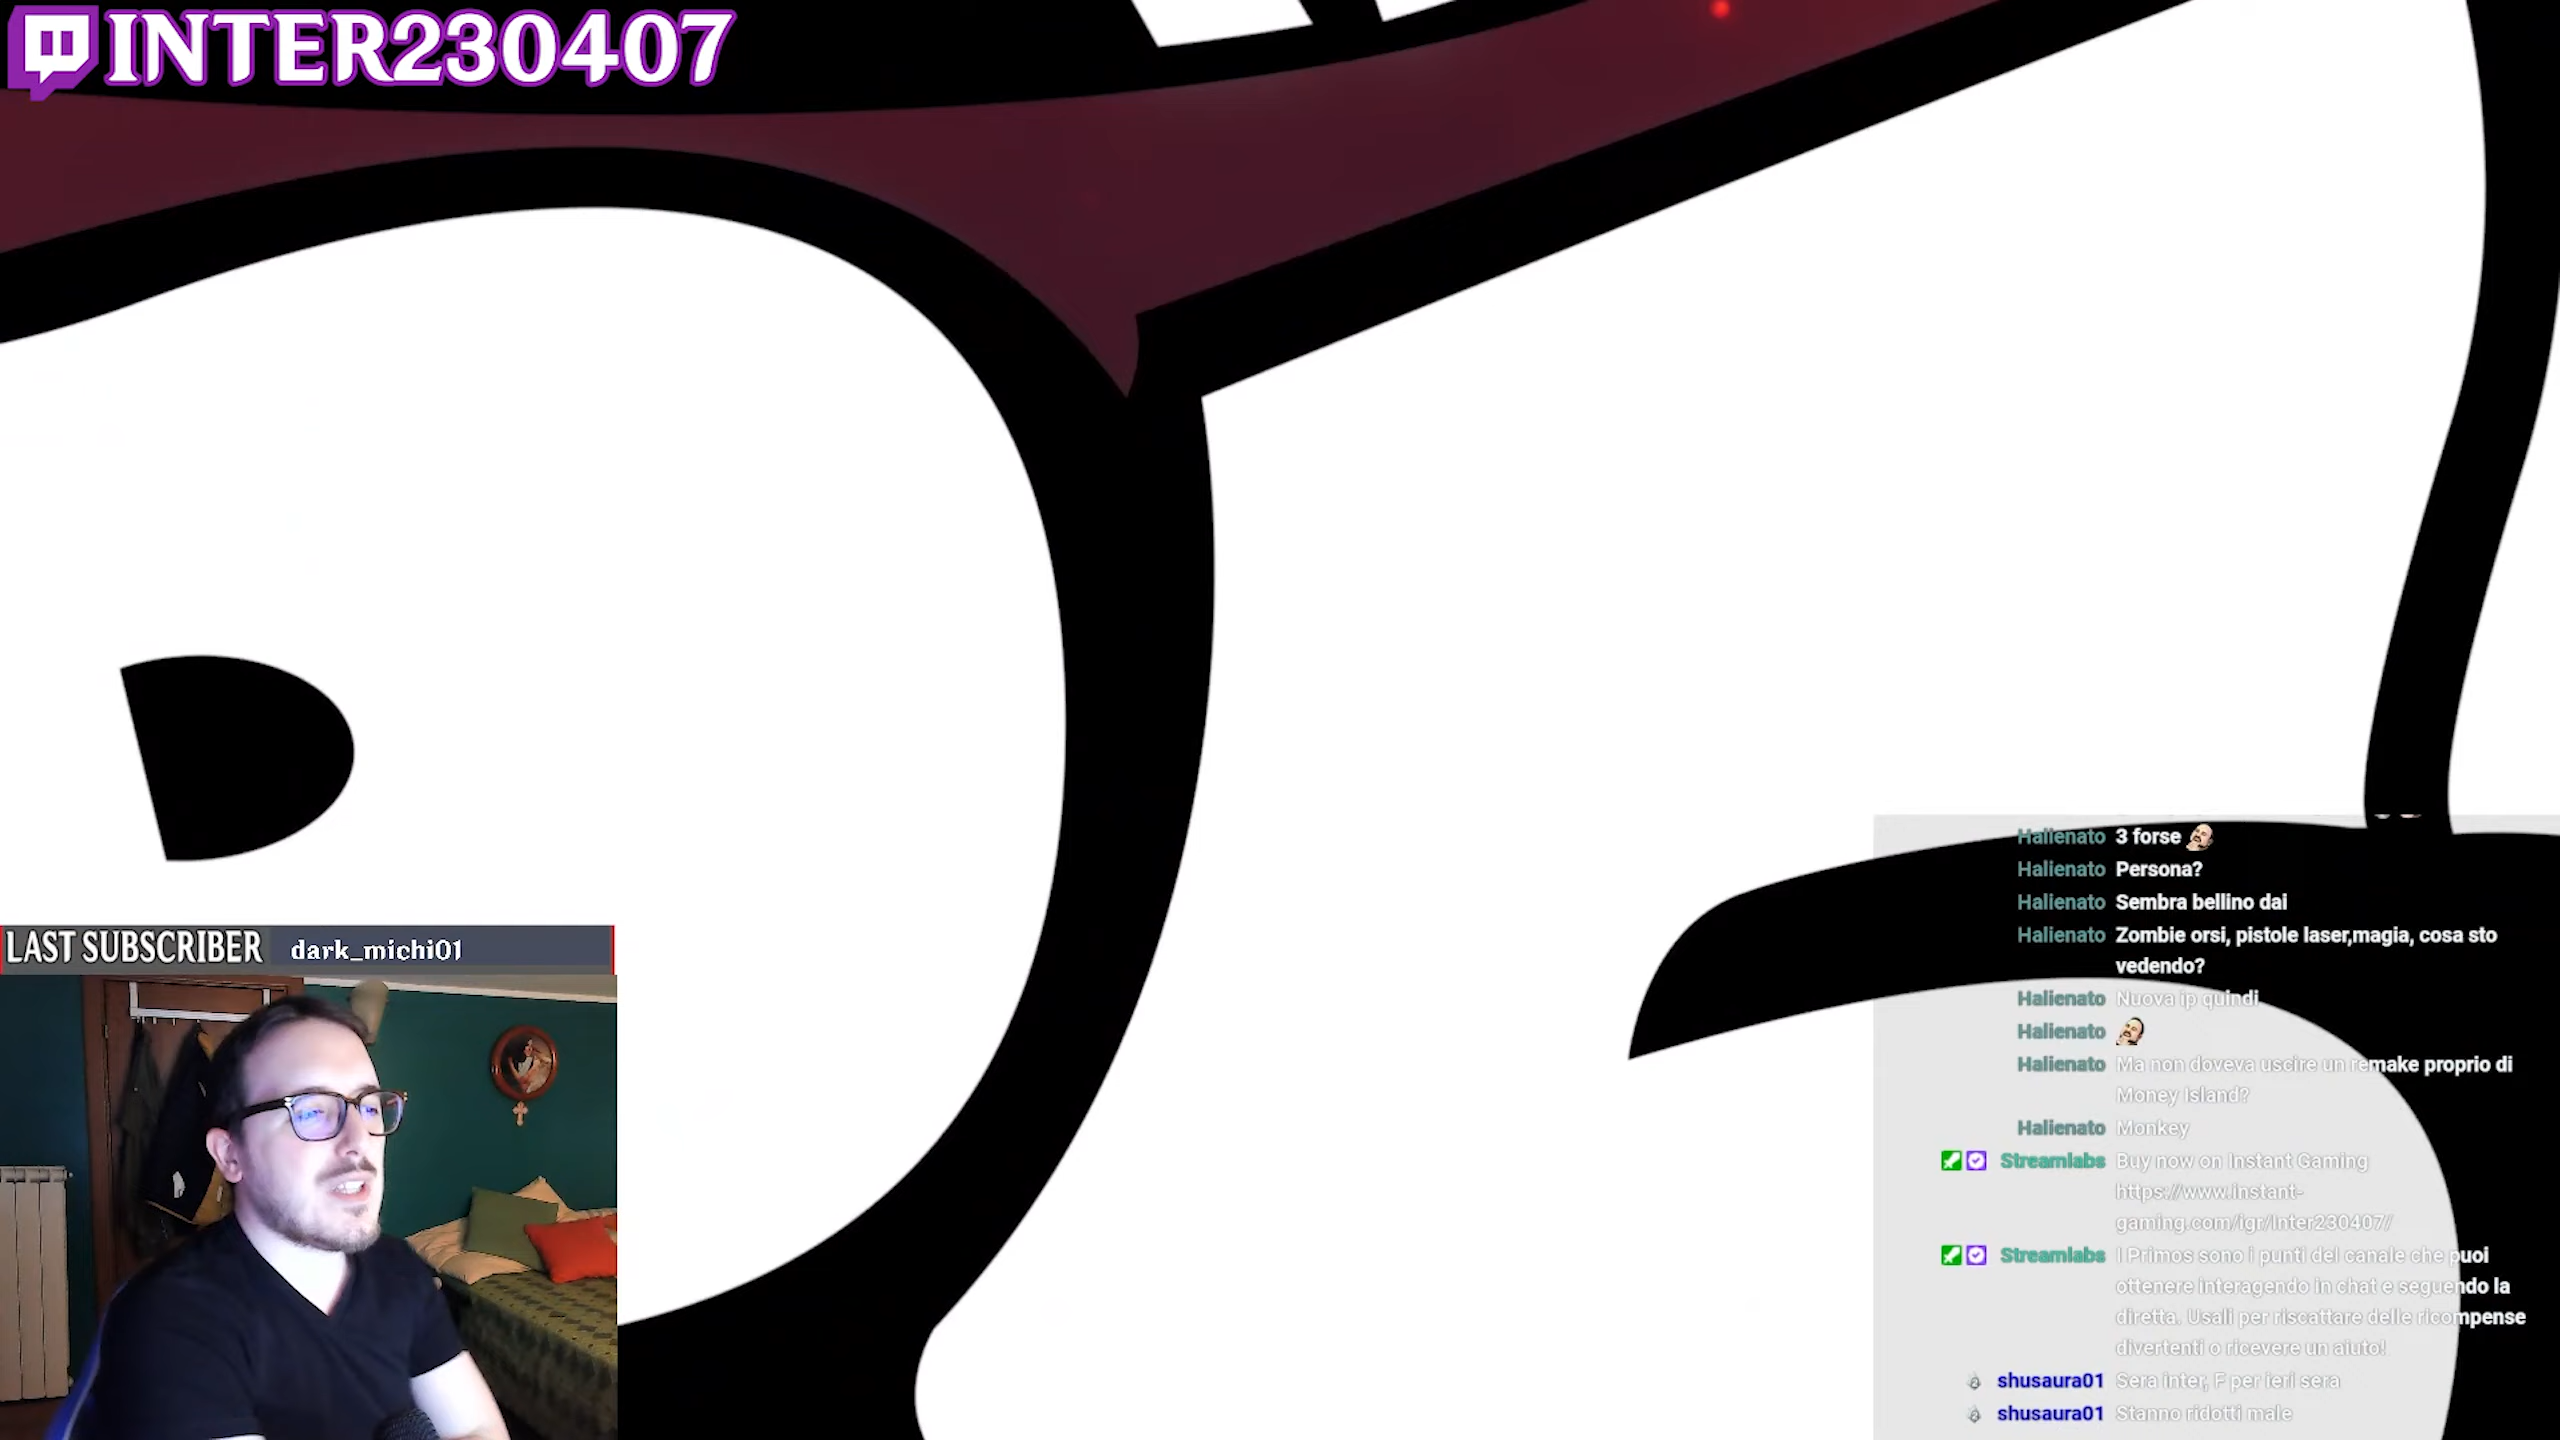 INTER230407
Halienato 3 forse
Halienato Persona?
Halienato Sembra bellino dai
Halienato Zombie orsi, pistole laser,magia, cosa sto
vedendo?
Halienato Nuova ip quindi
Halienato
Halienato Ma non doveva uscire un remake proprio di
Money Island?
Halienato Monkey
Streamlabs Buy now on Instant Gaming
https://www.instant-
gaming.com/igr/Inter230407/
Streamlabs I Primos sono i punti del canale che puoi
ottenere interagendo in chat e seguendo la
diretta. Usali per riscattare delle ricompense
divertenti o ricevere un aiuto!
shusaura01 Sera inter, F per ieri sera
shusaura01 Stanno ridotti male
LAST SUBSCRIBER dark_michi01